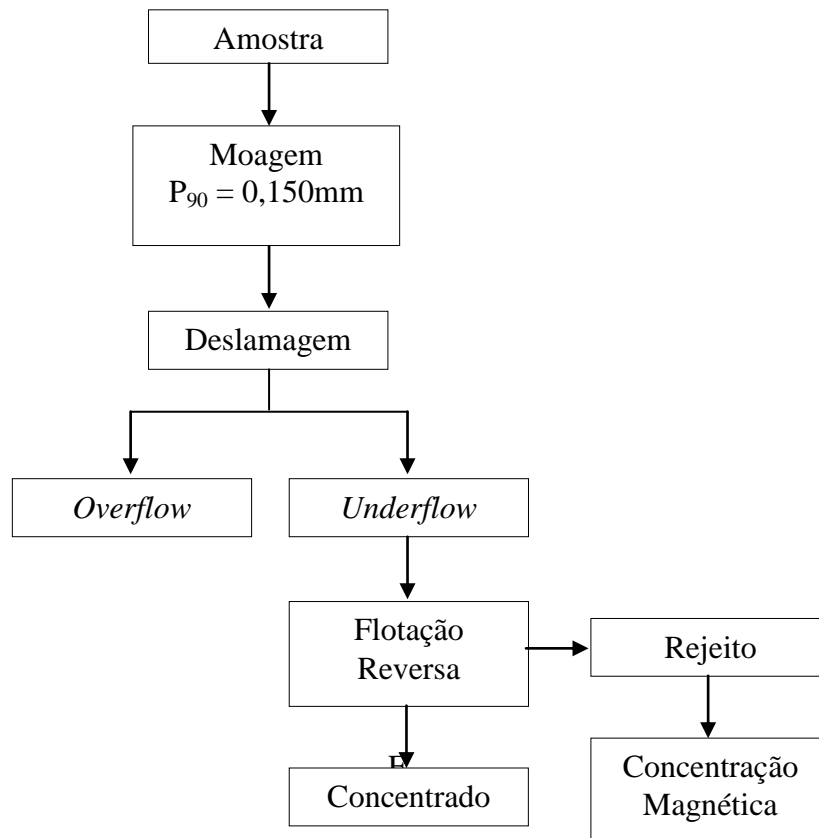 Amostra
Moagem
P₉₀ = 0,150mm
Deslamagem
Overflow
Underflow
Flotação
Reversa
Rejeito
Concentrado
Concentração
Magnética